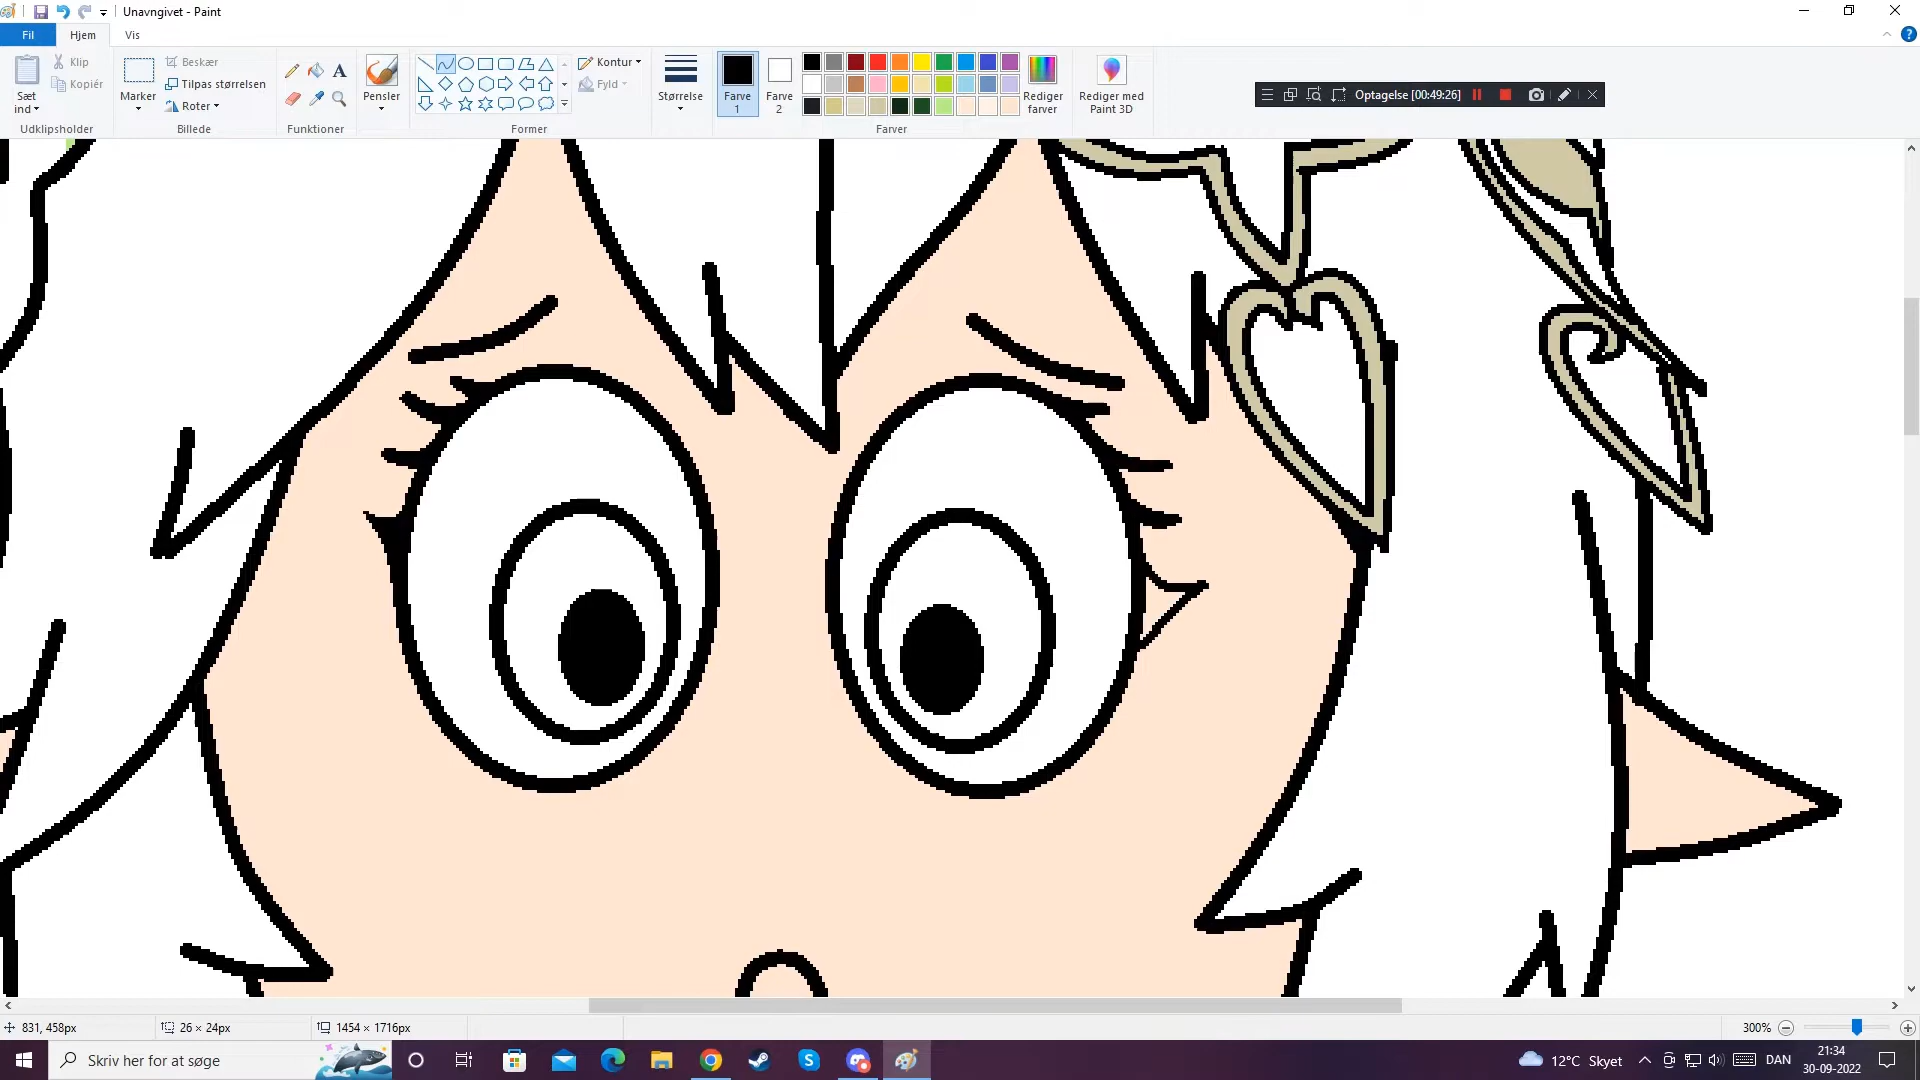 Unavngivet - Paint
Fil
Hjem
Vis
Sæt
ind
Klip
Kopiér
Udklipsholder
Marker
Beskær
Tilpas størrelsen
Roter
Billede
A
Funktioner
Pensler
Former
Kontur
Fyld
Størrelse
Farve
1
Farve
2
Farver
Rediger
farver
Rediger med
Paint 3D
Optagelse [00:49:26]
831, 458px
26 × 24px
1454 × 1716px
300%
Skriv her for at søge
12°C Skyet
DAN
21:34
30-09-2022